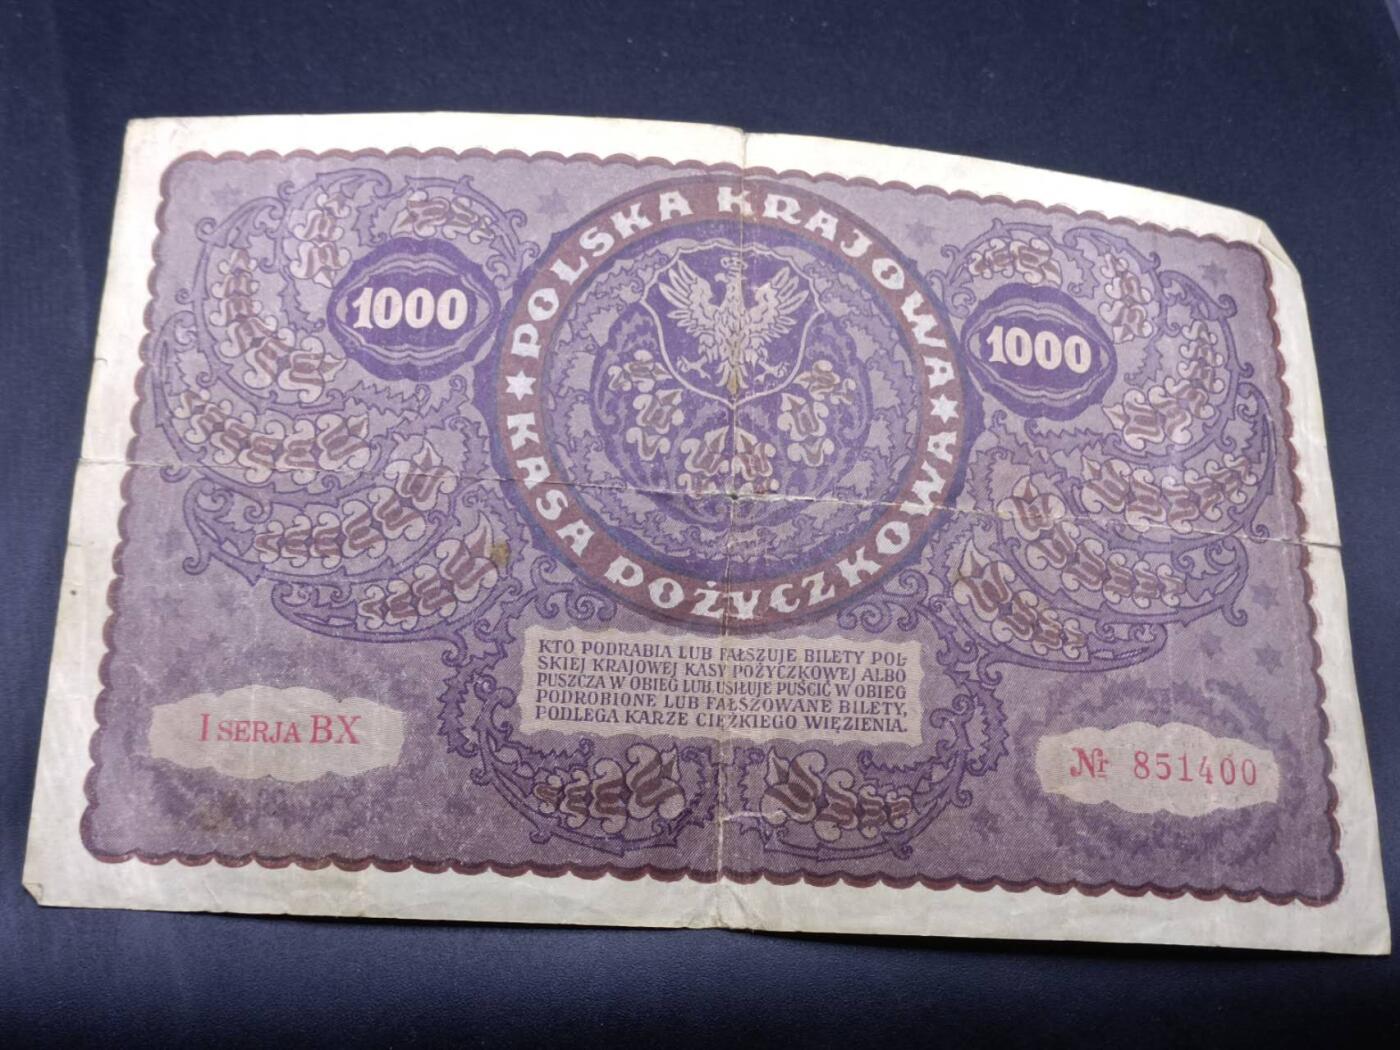 POLSKA KRAJOWA
KASA POŻYCZKOWA
1000
1000
KTO PODRABIA LUB FAŁSZUJE BILETY POL-
SKIEJ KRAJOWEJ KASY POŻYCZKOWEJ ALBO
PUSZCZA W OBIEG LUB USIŁUJE PUŚCIĆ W OBIEG
PODROBIONE LUB FAŁSZOWANE BILETY,
PODLEGA KARZE CIĘŻKIEGO WIĘZIENIA.
I SERJA BX
Nr 851400